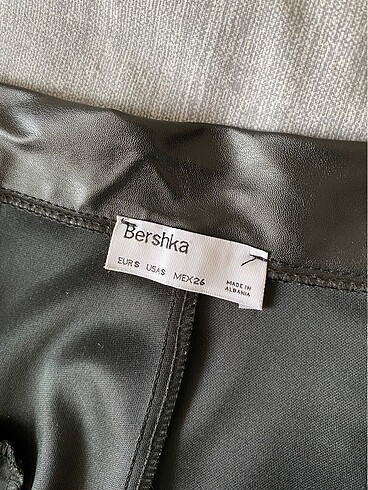 Bershka
EUR S USA S MEX 26
MADE IN
ALBANIA